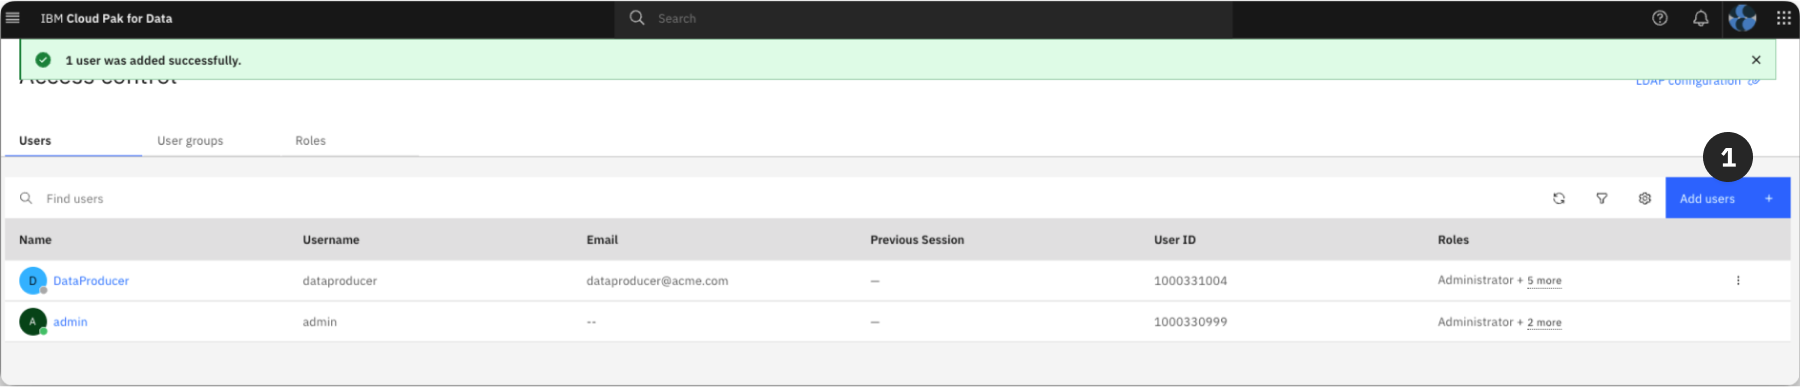 IBM Cloud Pak for Data
Search
1 user was added successfully.
Access control
LDAP configuration
Users
User groups
Roles
1
Find users
Add users +
Name
Username
Email
Previous Session
User ID
Roles
D
DataProducer
dataproducer
dataproducer@acme.com
—
1000331004
Administrator + 5 more
A
admin
admin
--
—
1000330999
Administrator + 2 more